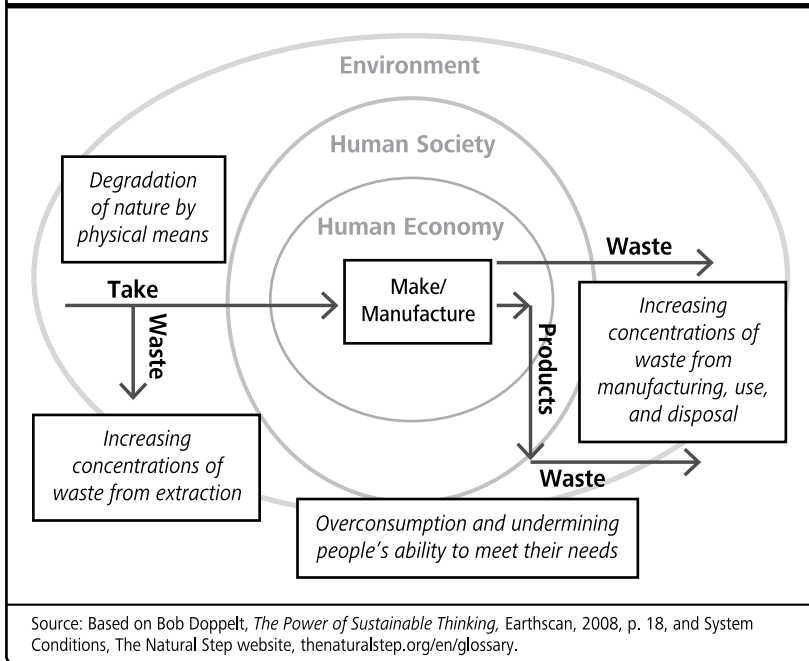 Environment
Human Society
Human Economy
Degradation
of nature by
physical means
Take
Waste
Increasing
concentrations of
waste from extraction
Make/
Manufacture
Waste
Products
Increasing
concentrations of
waste from
manufacturing, use,
and disposal
Waste
Overconsumption and undermining
people’s ability to meet their needs
Source: Based on Bob Doppelt, The Power of Sustainable Thinking, Earthscan, 2008, p. 18, and System
Conditions, The Natural Step website, thenaturalstep.org/en/glossary.